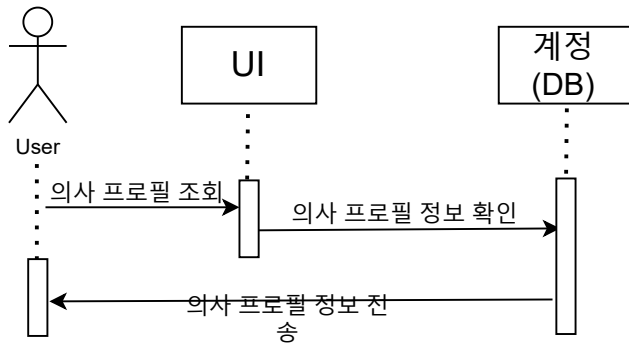 UI
계정
(DB)
User
의사 프로필 조회
의사 프로필 정보 확인
의사 프로필 정보 전
송